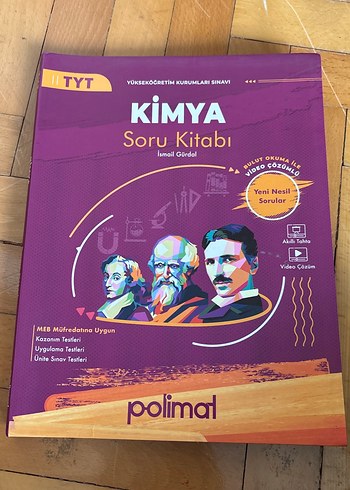 TYT
YÜKSEKÖĞRETİM KURUMLARI SINAVI
KİMYA
Soru Kitabı
İsmail Gürdal
BULUT OKUMA İLE
VİDEO ÇÖZÜMLÜ
Yeni Nesil
Sorular
Akıllı Tahta
Video Çözüm
MEB Müfredatına Uygun
Kazanım Testleri
Uygulama Testleri
Ünite Sınav Testleri
polimat